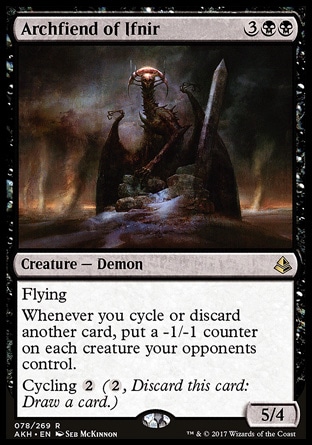 Archfiend of Ifnir 3
Creature — Demon
Flying
Whenever you cycle or discard
another card, put a -1/-1 counter
on each creature your opponents
control.
Cycling 2 (2, Discard this card:
Draw a card.)
5/4
078/269 R
AKH • EN Seb McKinnon
™ & © 2017 Wizards of the Coast